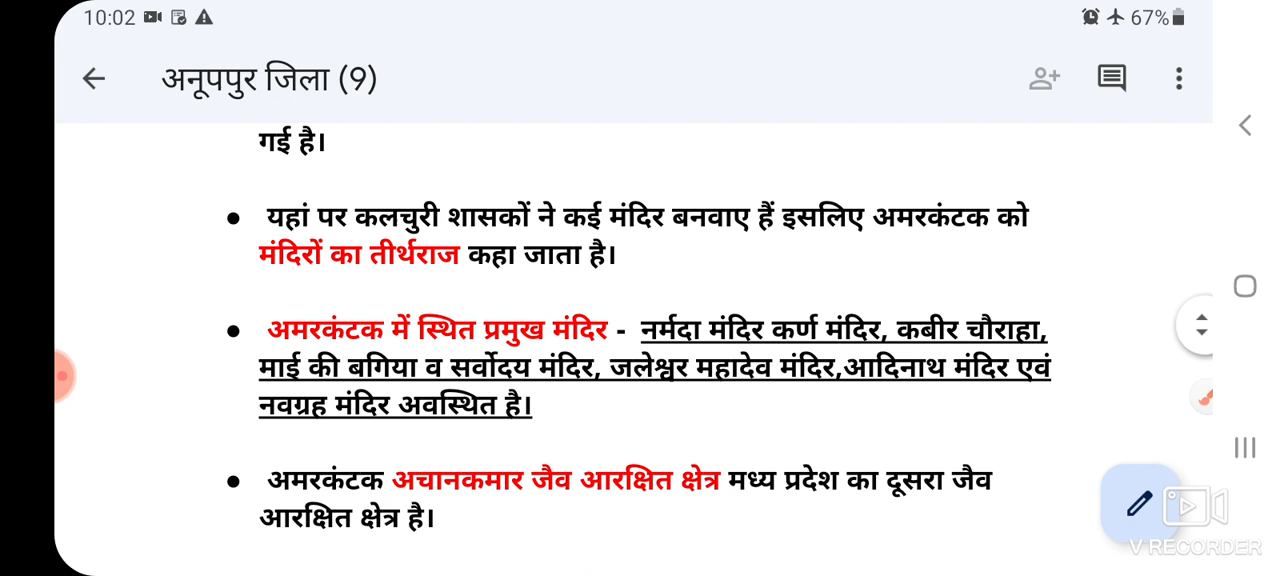 10:02
67%
अनूपपुर जिला (9)
गई है।
● यहां पर कलचुरी शासकों ने कई मंदिर बनवाए हैं इसलिए अमरकंटक को
मंदिरों का तीर्थराज कहा जाता है।
● अमरकंटक में स्थित प्रमुख मंदिर - नर्मदा मंदिर कर्ण मंदिर, कबीर चौराहा,
माई की बगिया व सर्वोदय मंदिर, जलेश्वर महादेव मंदिर,आदिनाथ मंदिर एवं
नवग्रह मंदिर अवस्थित है।
● अमरकंटक अचानकमार जैव आरक्षित क्षेत्र मध्य प्रदेश का दूसरा जैव
आरक्षित क्षेत्र है।
V RECORDER